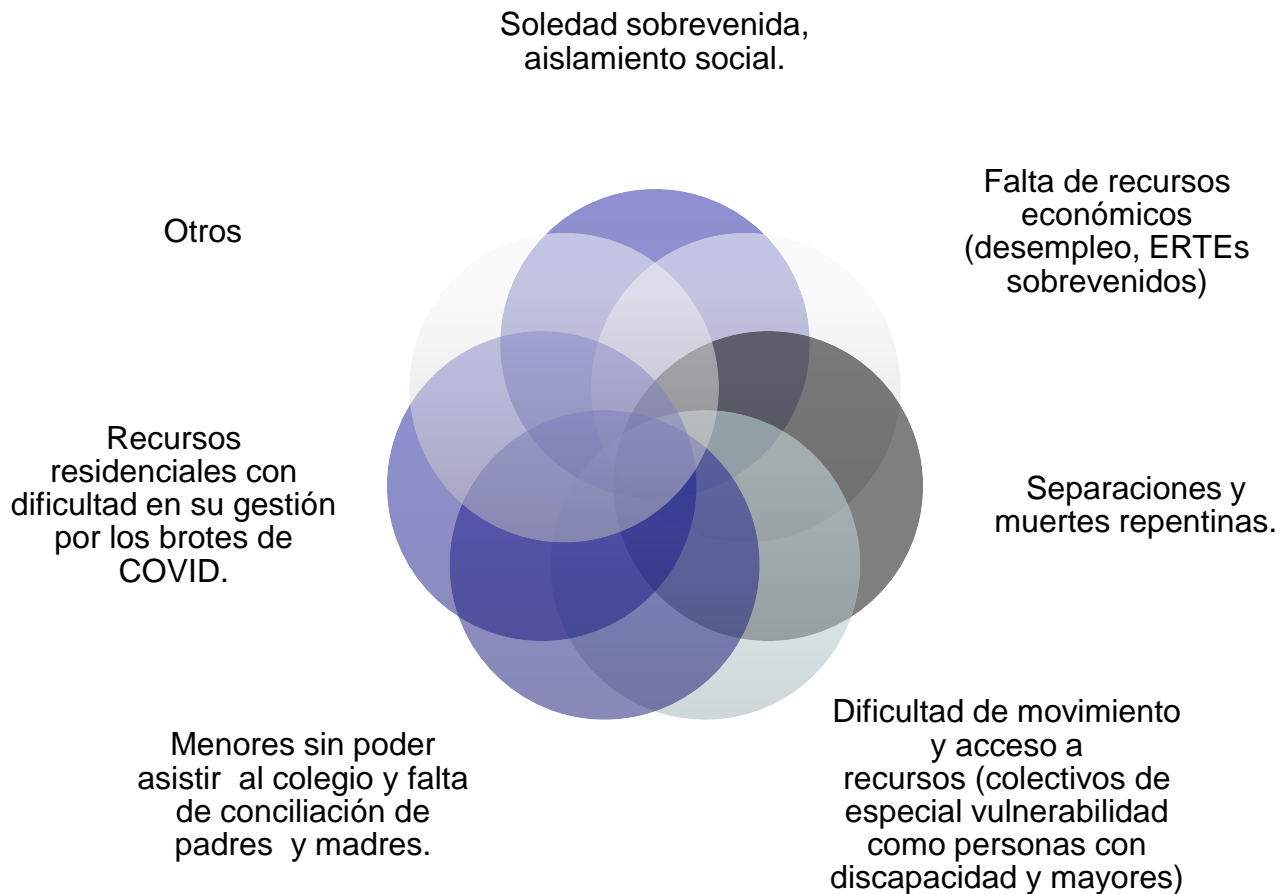 Soledad sobrevenida,
aislamiento social.
Falta de recursos
económicos
(desempleo, ERTEs
sobrevenidos)
Separaciones y
muertes repentinas.
Dificultad de movimiento
y acceso a
recursos (colectivos de
especial vulnerabilidad
como personas con
discapacidad y mayores)
Menores sin poder
asistir  al colegio y falta
de conciliación de
padres  y madres.
Recursos
residenciales con
dificultad en su gestión
por los brotes de
COVID.
Otros